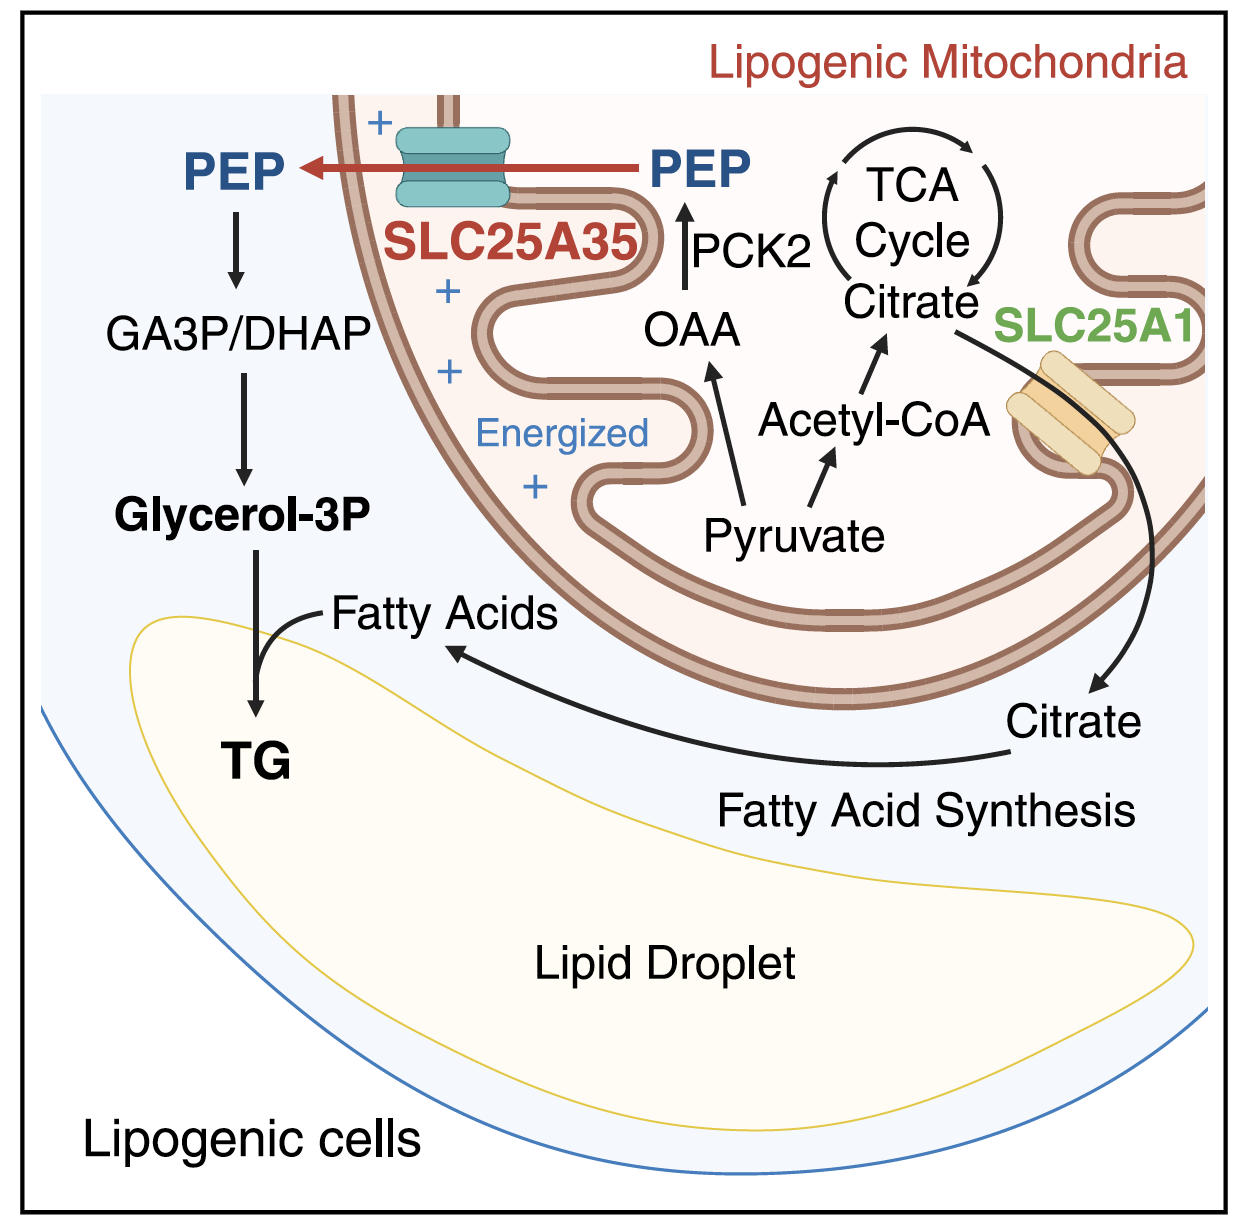 Lipogenic Mitochondria
+
PEP
PEP
SLC25A35
PCK2
TCA
Cycle
Citrate
SLC25A1
+
GA3P/DHAP
OAA
+
Energized
Acetyl-CoA
+
Glycerol-3P
Pyruvate
Fatty Acids
Citrate
TG
Fatty Acid Synthesis
Lipid Droplet
Lipogenic cells